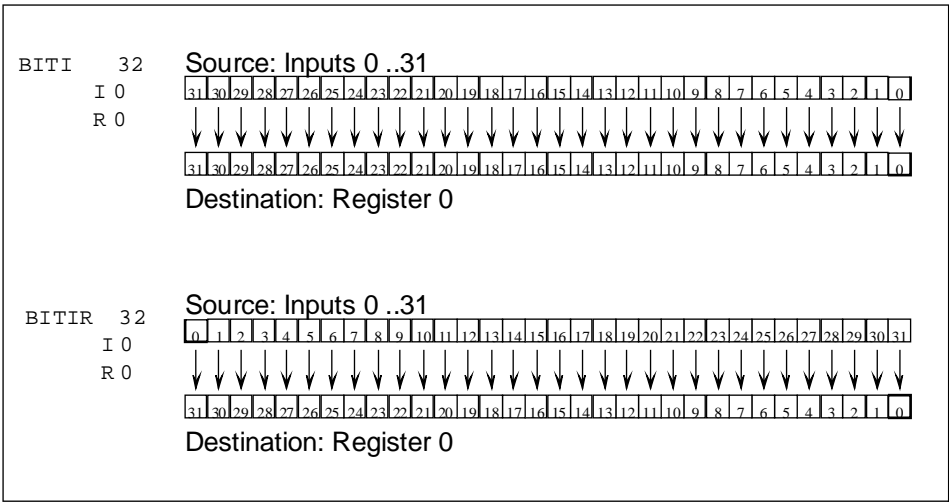 BITI 32
I 0
R 0
Source: Inputs 0 ..31
31 30 29 28 27 26 25 24 23 22 21 20 19 18 17 16 15 14 13 12 11 10 9 8 7 6 5 4 3 2 1 0
31 30 29 28 27 26 25 24 23 22 21 20 19 18 17 16 15 14 13 12 11 10 9 8 7 6 5 4 3 2 1 0
Destination: Register 0
BITIR 32
I 0
R 0
Source: Inputs 0 ..31
0 1 2 3 4 5 6 7 8 9 10 11 12 13 14 15 16 17 18 19 20 21 22 23 24 25 26 27 28 29 30 31
31 30 29 28 27 26 25 24 23 22 21 20 19 18 17 16 15 14 13 12 11 10 9 8 7 6 5 4 3 2 1 0
Destination: Register 0